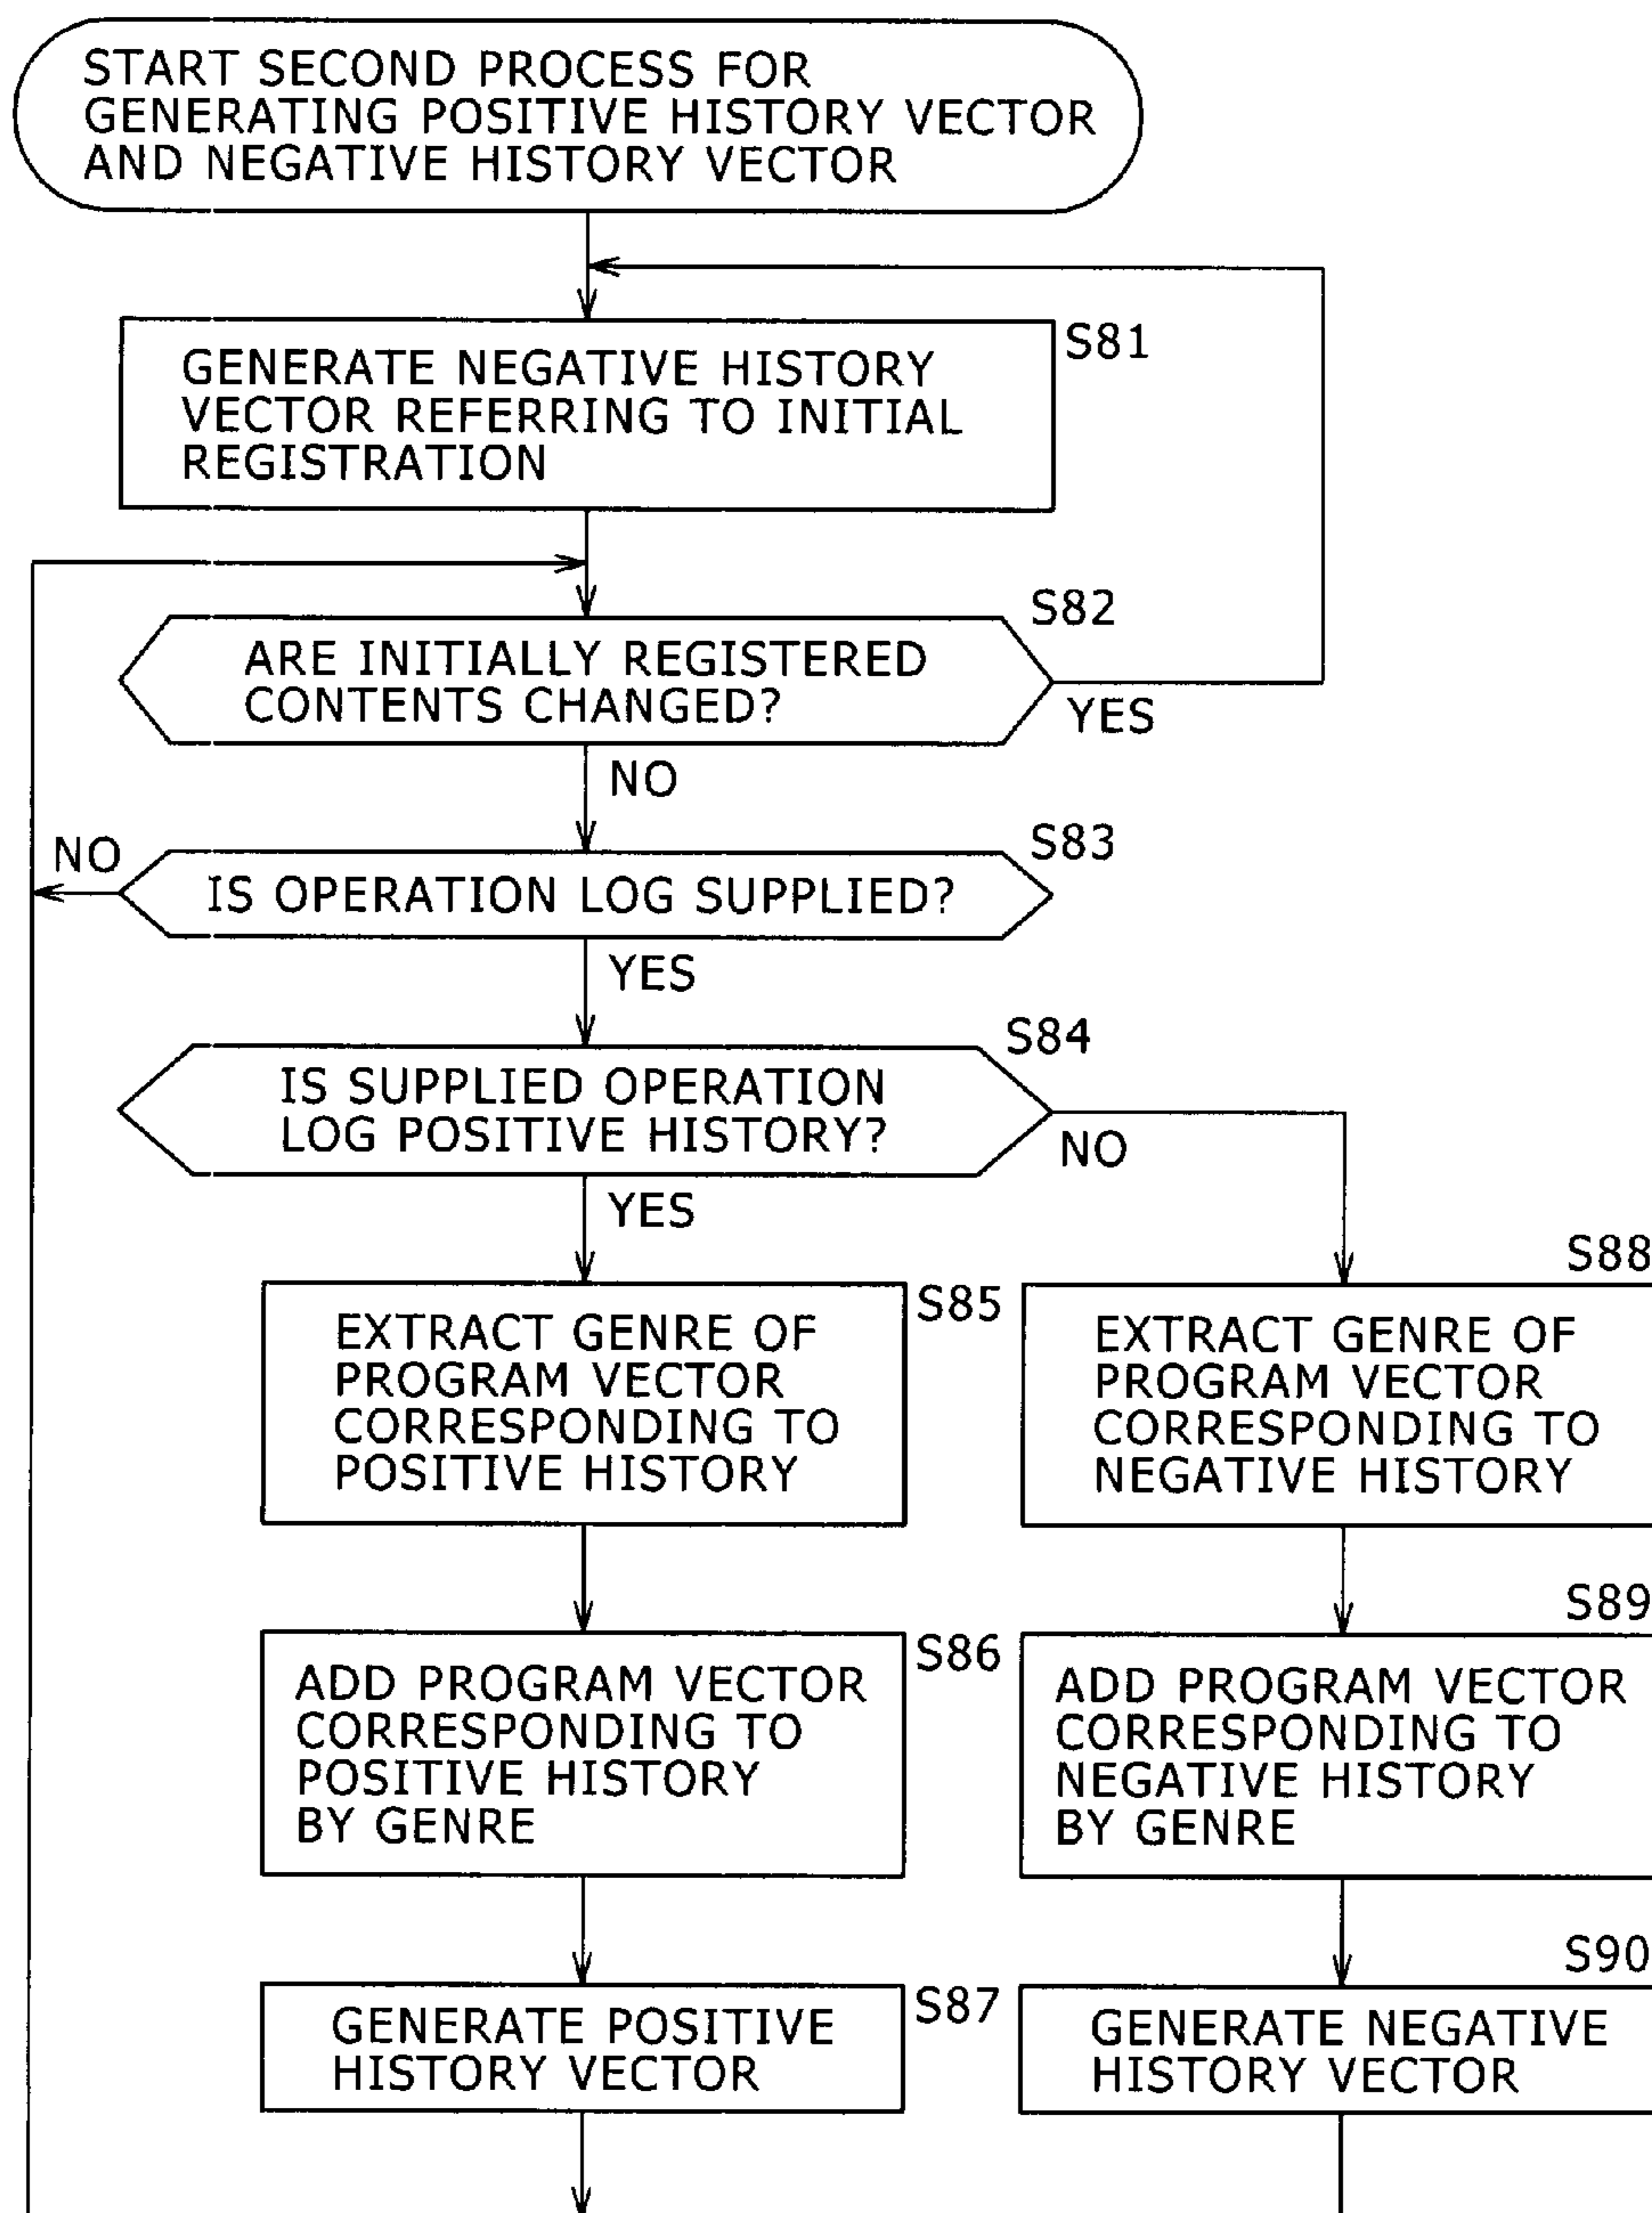 START SECOND PROCESS FOR
GENERATING POSITIVE HISTORY VECTOR
AND NEGATIVE HISTORY VECTOR
S81
GENERATE NEGATIVE HISTORY
VECTOR REFERRING TO INITIAL
REGISTRATION
S82
ARE INITIALLY REGISTERED
CONTENTS CHANGED?
YES
NO
S83
NO
IS OPERATION LOG SUPPLIED?
YES
S84
IS SUPPLIED OPERATION
LOG POSITIVE HISTORY?
NO
YES
S85
EXTRACT GENRE OF
PROGRAM VECTOR
CORRESPONDING TO
POSITIVE HISTORY
S88
EXTRACT GENRE OF
PROGRAM VECTOR
CORRESPONDING TO
NEGATIVE HISTORY
S86
ADD PROGRAM VECTOR
CORRESPONDING TO
POSITIVE HISTORY
BY GENRE
S89
ADD PROGRAM VECTOR
CORRESPONDING TO
NEGATIVE HISTORY
BY GENRE
S87
GENERATE POSITIVE
HISTORY VECTOR
S90
GENERATE NEGATIVE
HISTORY VECTOR